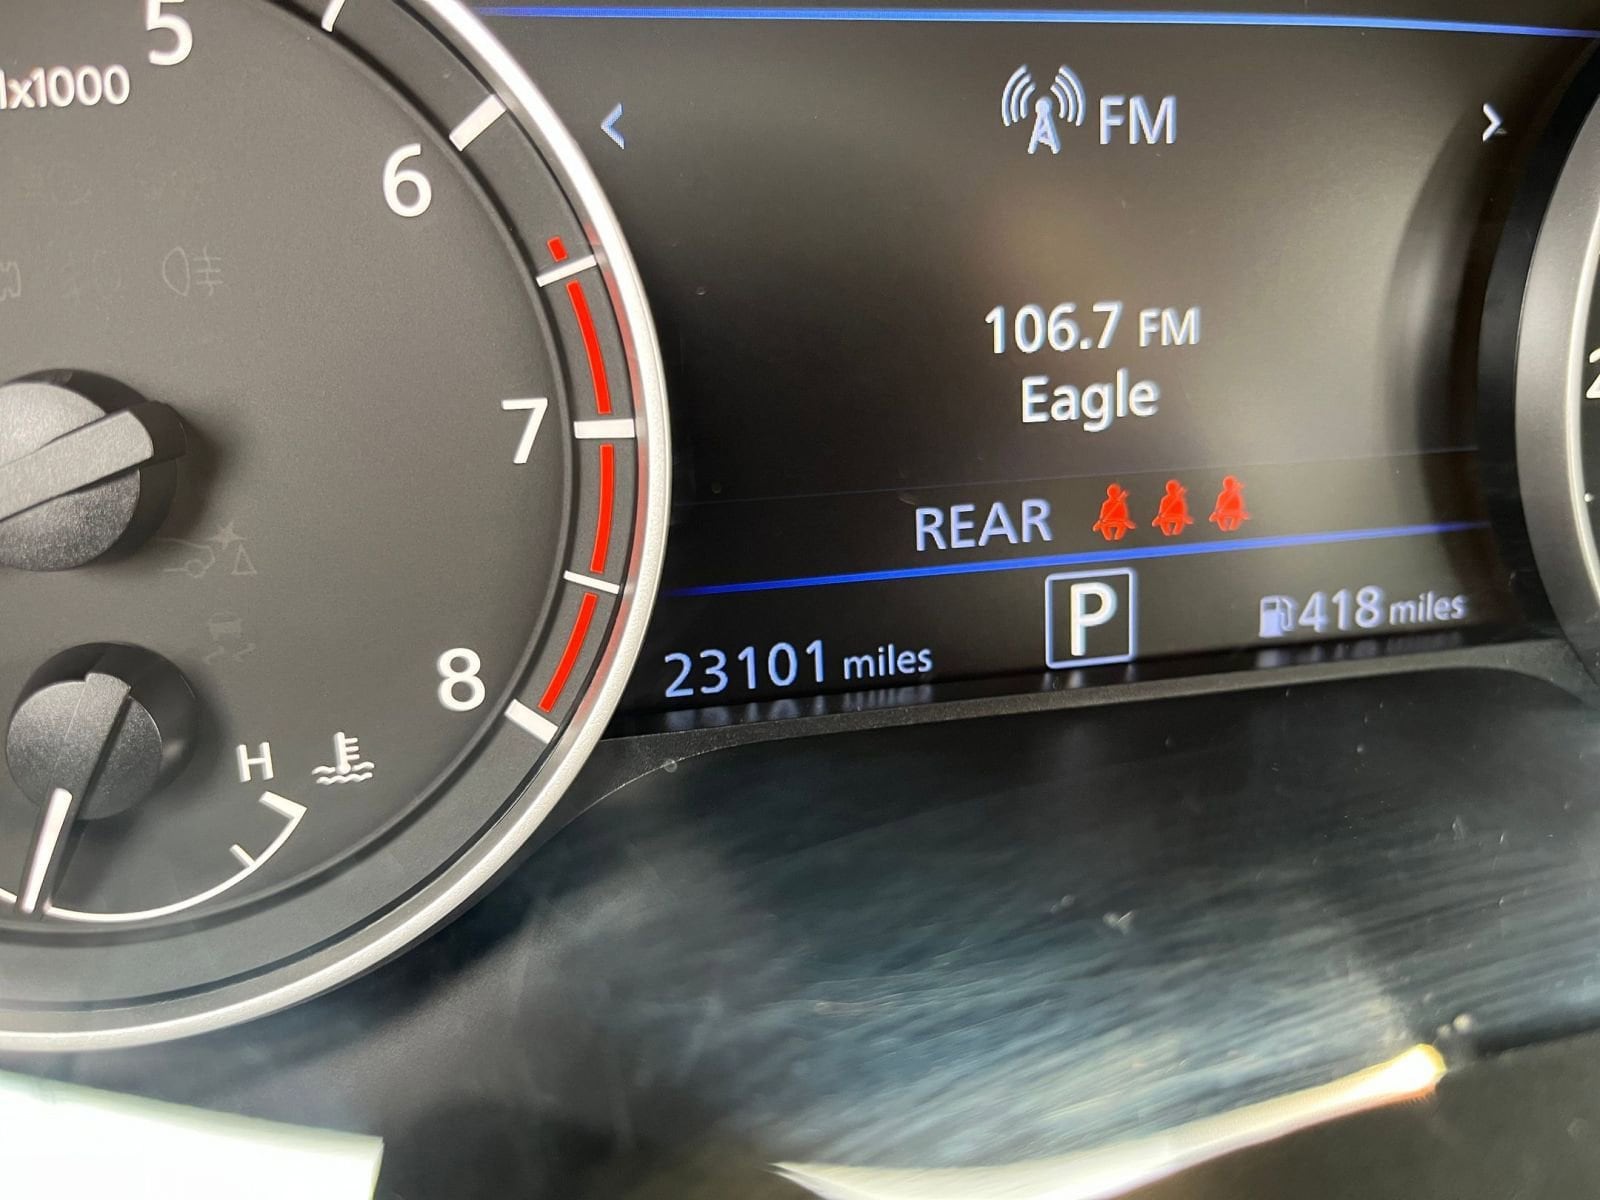 5
x1000
6
7
8
H
< FM >
106.7 FM
Eagle
REAR
23101 miles
P
418 miles